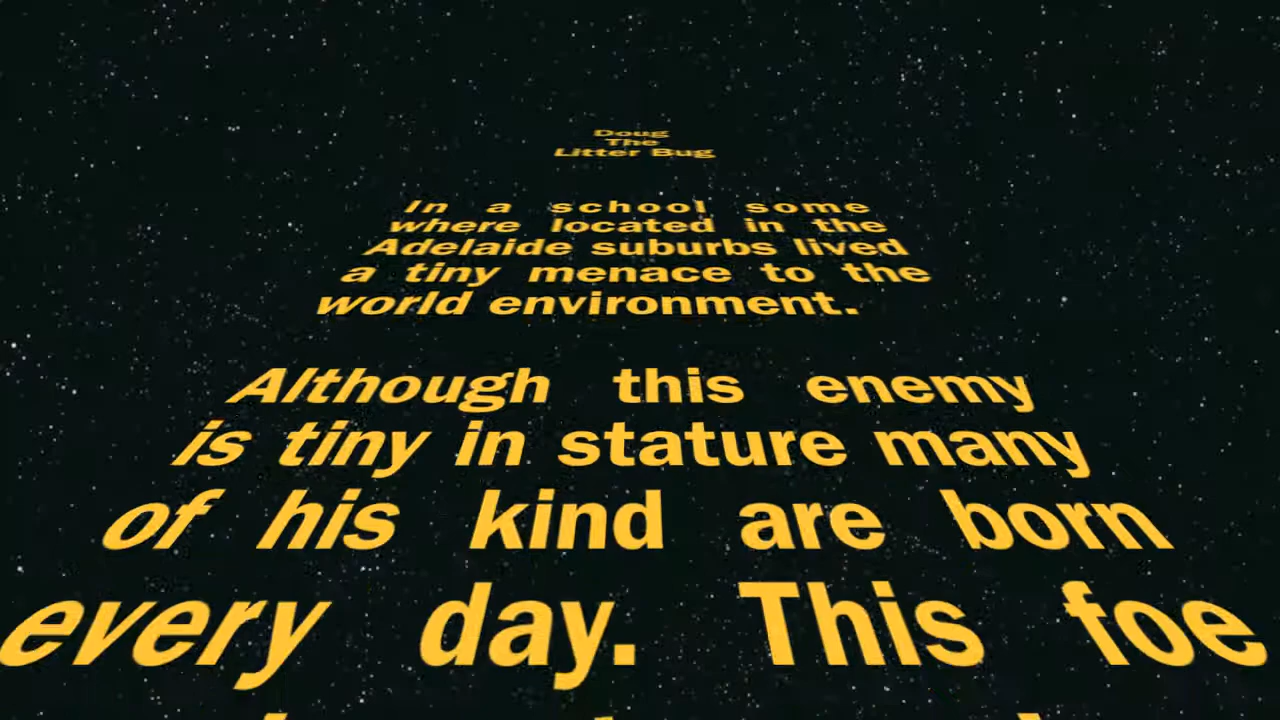 Doug
The
Litter Bug
In a school some
where located in the
Adelaide suburbs lived
a tiny menace to the
world environment.
Although this enemy
is tiny in stature many
of his kind are born
every day. This foe